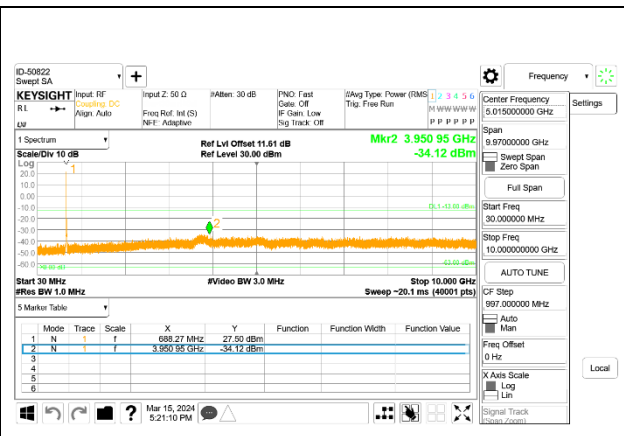 ID-50822
Swept SA
Frequency
KEYSIGHT
Input: RF
Coupling: DC
Align: Auto
Input Z: 50 Ω
Freq Ref: Int (S)
NFE: Adaptive
#Atten: 30 dB
PNO: Fast
Gate: Off
IF Gain: Low
Sig Track: Off
#Avg Type: Power (RMS
Trig: Free Run
1 2 3 4 5 6
M W W W W W
P P P P P P
RL
Settings
Center Frequency
5.015000000 GHz
Span
9.97000000 GHz
Swept Span
Zero Span
Full Span
Start Freq
30.000000 MHz
Stop Freq
10.000000000 GHz
AUTO TUNE
CF Step
997.000000 MHz
Auto
Man
Freq Offset
0 Hz
X Axis Scale
Log
Lin
Signal Track
(Span Zoom)
Local
1 Spectrum
Scale/Div 10 dB
Log
Ref Lvl Offset 11.61 dB
Ref Level 30.00 dBm
Mkr2 3.950 95 GHz
-34.12 dBm
20.0
10.0
0.00
-10.0
-20.0
-30.0
-40.0
-50.0
-60.0
1
2
Start 30 MHz
#Res BW 1.0 MHz
#Video BW 3.0 MHz
Stop 10.000 GHz
Sweep ~20.1 ms (40001 pts)
5 Marker Table
Mode Trace Scale X Y Function Function Width Function Value
1 N 1 f 688.27 MHz 27.50 dBm
2 N 1 f 3.950 95 GHz -34.12 dBm
3
4
5
6
?
Mar 15, 2024
5:21:10 PM